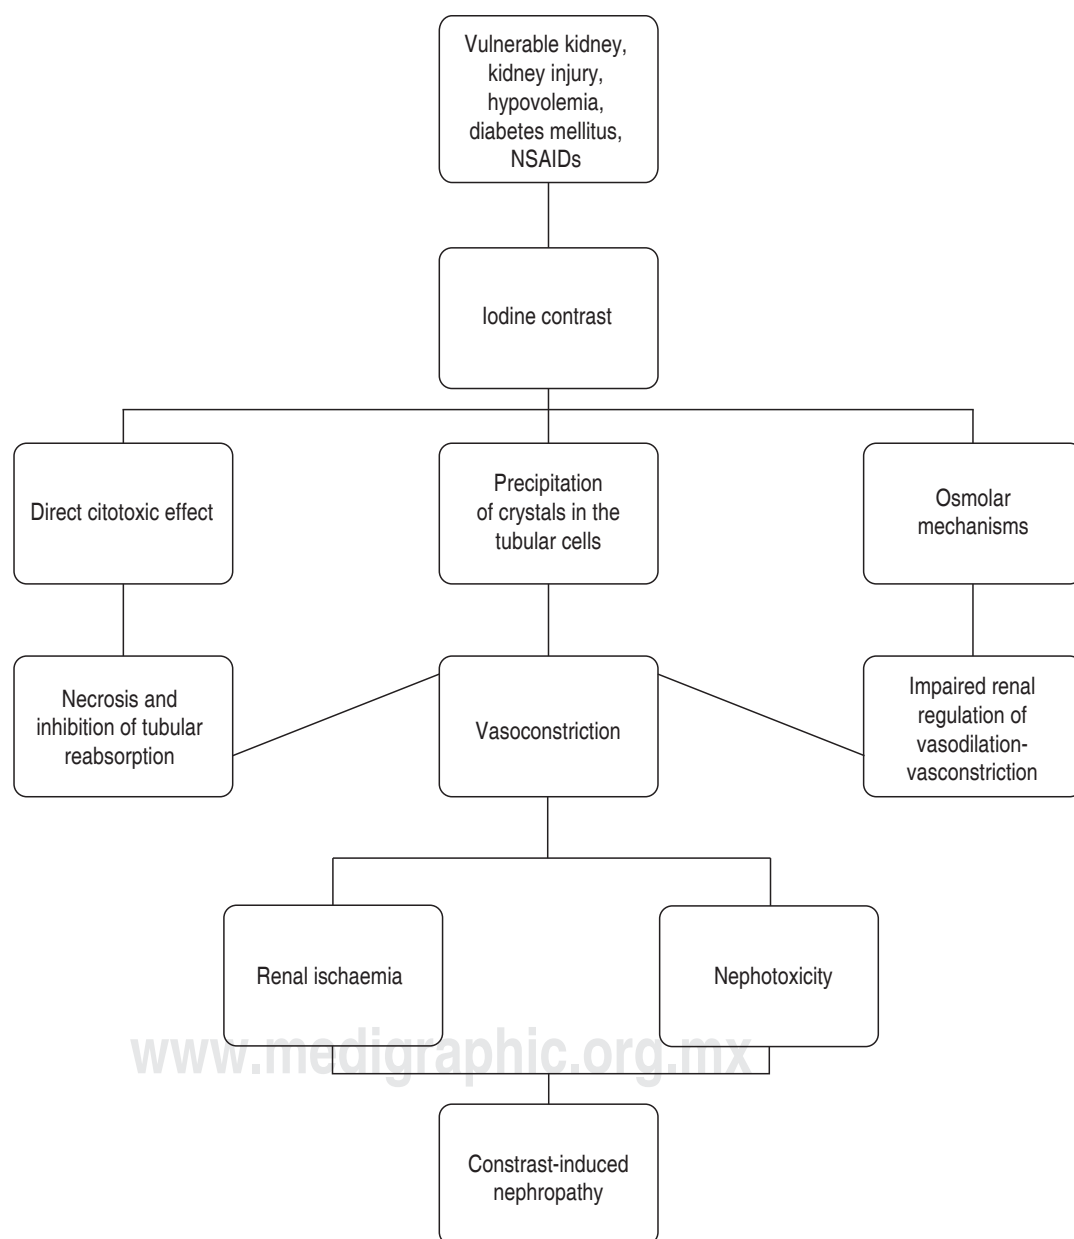 Vulnerable kidney,
kidney injury,
hypovolemia,
diabetes mellitus,
NSAIDs
Iodine contrast
Direct citotoxic effect
Precipitation
of crystals in the
tubular cells
Osmolar
mechanisms
Necrosis and
inhibition of tubular
reabsorption
Vasoconstriction
Impaired renal
regulation of
vasodilation-
vasconstriction
Renal ischaemia
Nephotoxicity
www.medigraphic.org.mx
Constrast-induced
nephropathy